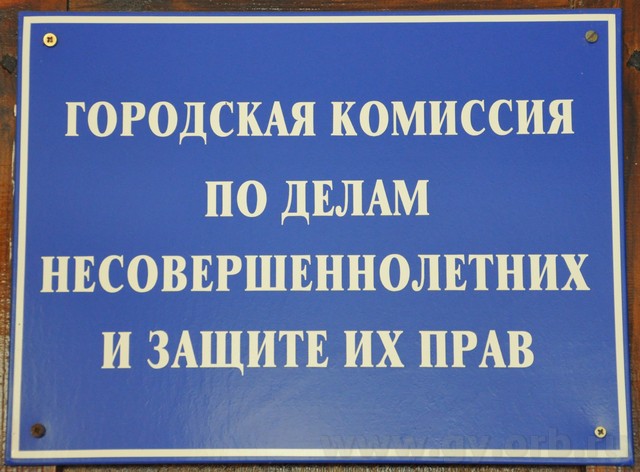 ГОРОДСКАЯ КОМИССИЯ
ПО ДЕЛАМ
НЕСОВЕРШЕННОЛЕТНИХ
И ЗАЩИТЕ ИХ ПРАВ